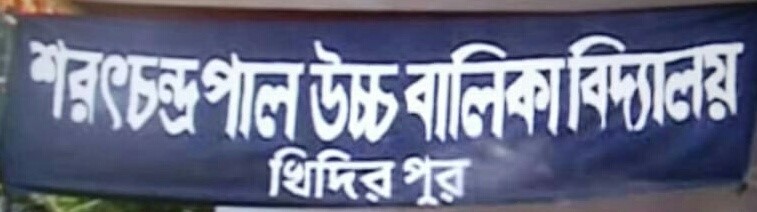 শরৎচন্দ্র পাল উচ্চ বালিকা বিদ্যালয়
খিদির পুর